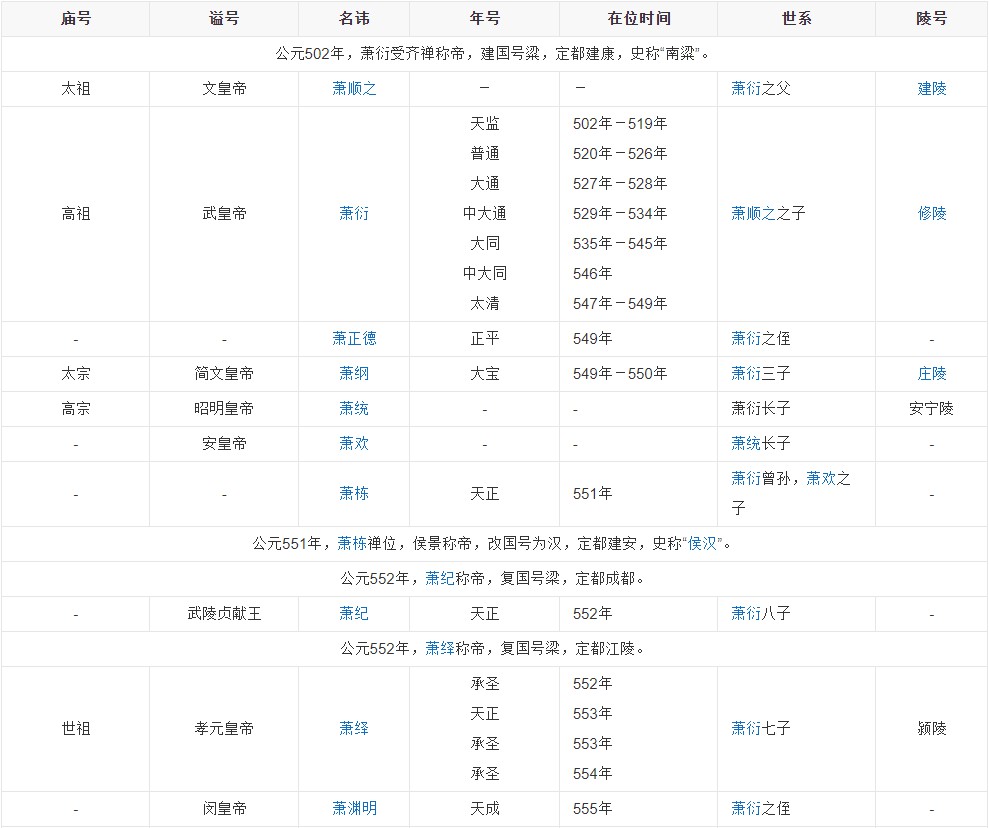 庙号 谥号 名讳 年号 在位时间 世系 陵号
公元502年，萧衍受齐禅称帝，建国号梁，定都建康，史称“南梁”。
太祖 文皇帝 萧顺之 － － 萧衍之父 建陵
天监 502年－519年
普通 520年－526年
大通 527年－528年
高祖 武皇帝 萧衍 中大通 529年－534年 萧顺之之子 修陵
大同 535年－545年
中大同 546年
太清 547年－549年
- - 萧正德 正平 549年 萧衍之侄 -
太宗 简文皇帝 萧纲 大宝 549年－550年 萧衍三子 庄陵
高宗 昭明皇帝 萧统 - - 萧衍长子 安宁陵
- 安皇帝 萧欢 - - 萧统长子 -
- - 萧栋 天正 551年 萧衍曾孙，萧欢之
子 -
公元551年，萧栋禅位，侯景称帝，改国号为汉，定都建安，史称“侯汉”。
公元552年，萧纪称帝，复国号梁，定都成都。
- 武陵贞献王 萧纪 天正 552年 萧衍八子 -
公元552年，萧绎称帝，复国号梁，定都江陵。
承圣 552年
天正 553年
世祖 孝元皇帝 萧绎 萧衍七子 颍陵
承圣 553年
承圣 554年
- 闵皇帝 萧渊明 天成 555年 萧衍之侄 -